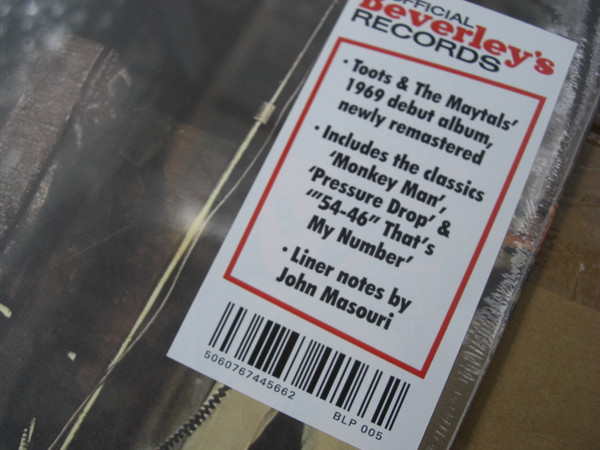 OFFICIAL
Beverley's
RECORDS
• Toots & The Maytals'
1969 debut album,
newly remastered
• Includes the classics
'Monkey Man',
'Pressure Drop' &
'"54-46" That's
My Number'
• Liner notes by
John Masouri
5060767445662
BLP 005